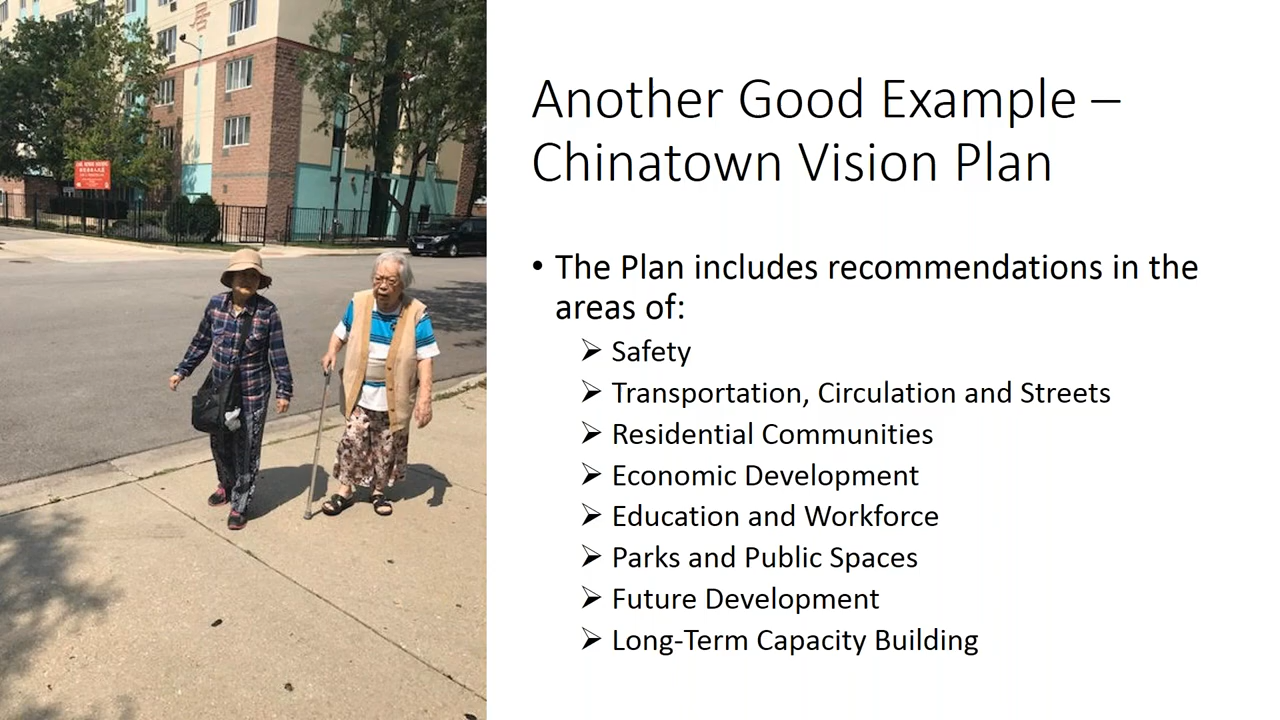 Another Good Example –
Chinatown Vision Plan
• The Plan includes recommendations in the
areas of:
➢ Safety
➢ Transportation, Circulation and Streets
➢ Residential Communities
➢ Economic Development
➢ Education and Workforce
➢ Parks and Public Spaces
➢ Future Development
➢ Long-Term Capacity Building